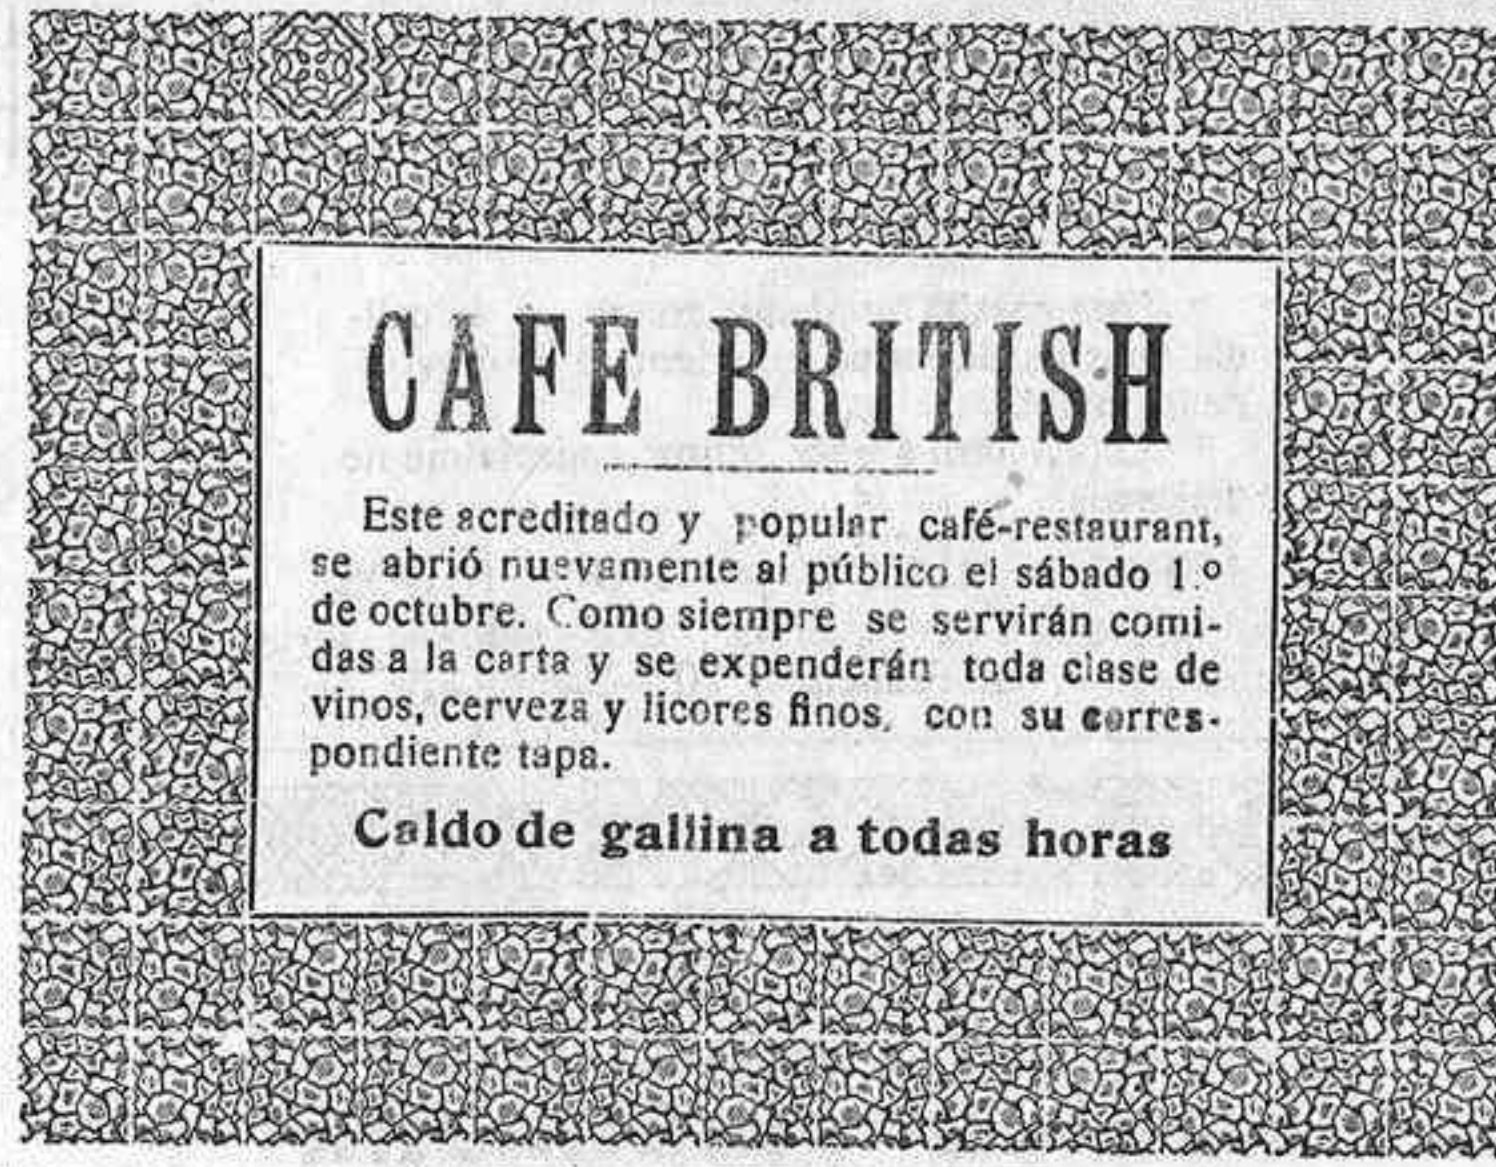 CAFE BRITISH
Este acreditado y popular café-restaurant,
se abrió nuevamente al público el sábado 1.º
de octubre. Como siempre se servirán comi-
das a la carta y se expenderán toda clase de
vinos, cerveza y licores finos, con su corres-
pondiente tapa.
Caldo de gallina a todas horas